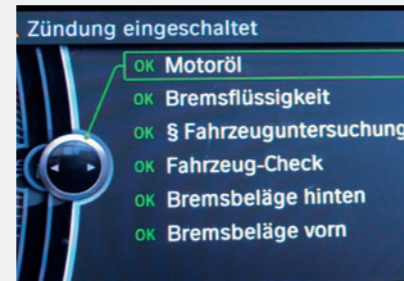 Zündung eingeschaltet
OK Motoröl
OK Bremsflüssigkeit
OK § Fahrzeuguntersuchung
OK Fahrzeug-Check
OK Bremsbeläge hinten
OK Bremsbeläge vorn